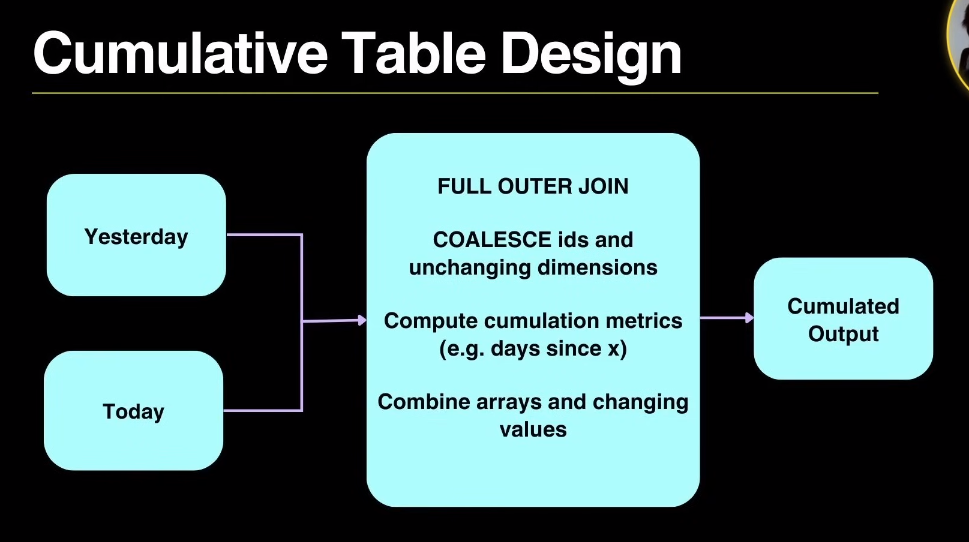 Cumulative Table Design
Yesterday
Today
FULL OUTER JOIN
COALESCE ids and
unchanging dimensions
Compute cumulation metrics
(e.g. days since x)
Combine arrays and changing
values
Cumulated
Output